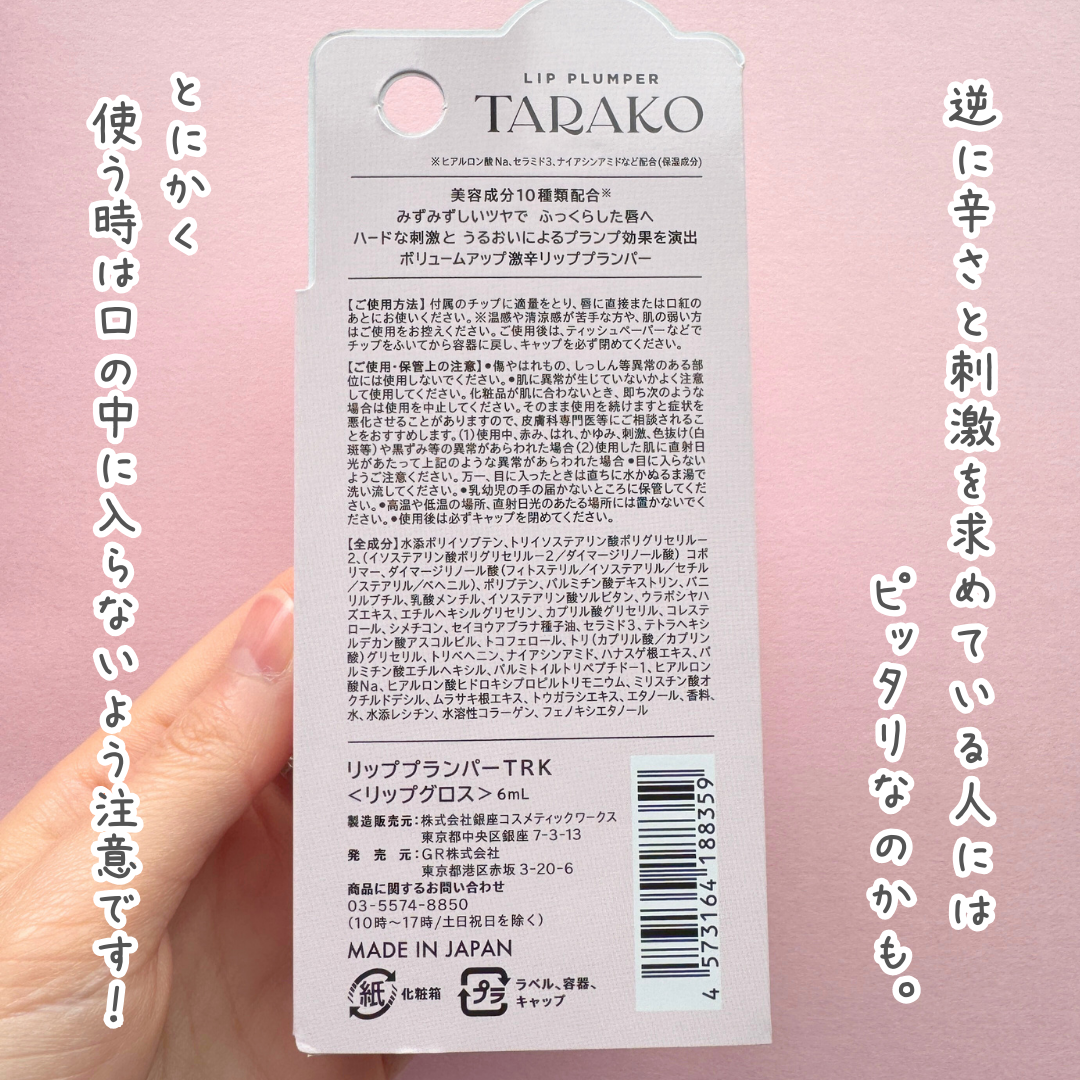 逆に辛さと刺激を求めている人には
ピッタリなのかも。
とにかく
使う時は口の中に入らないよう注意です!
LIP PLUMPER
TARAKO
※ヒアルロン酸Na、セラミド3、ナイアシンアミドなど配合(保湿成分)
美容成分10種類配合※
みずみずしいツヤで ふっくらした唇へ
ハードな刺激と うるおいによるプランプ効果を演出
ボリュームアップ激辛リッププランパー
【ご使用方法】付属のチップに適量をとり、唇に直接または口紅の
あとにお使いください。※温感や清涼感が苦手な方や、肌の弱い方
はご使用をお控えください。ご使用後は、ティッシュペーパーなどで
チップをふいてから容器に戻し、キャップを必ず閉めてください。
【ご使用・保管上の注意】●傷やはれもの、しっしん等異常のある部
位には使用しないでください。●肌に異常が生じていないかよく注意
して使用してください。化粧品が肌に合わないとき、即ち次のような
場合は使用を中止してください。そのまま使用を続けますと症状を
悪化させることがありますので、皮膚科専門医等にご相談されるこ
とをおすすめします。(1)使用中、赤み、はれ、かゆみ、刺激、色抜け(白
斑等)や黒ずみ等の異常があらわれた場合(2)使用した肌に直射日
光があたって上記のような異常があらわれた場合●目に入らない
ようご注意ください。万一、目に入ったときは直ちに水かぬるま湯で
洗い流してください。●乳幼児の手の届かないところに保管してくだ
さい。●高温や低温の場所、直射日光のあたる場所には置かないでく
ださい。●使用後は必ずキャップを閉めてください。
【全成分】水添ポリイソブテン、トリイソステアリン酸ポリグリセリル-
2、(イソステアリン酸ポリグリセリル-2/ダイマージリノール酸)コポ
リマー、ダイマージリノール酸(フィトステリル/イソステアリル/セチル
/ステアリル/ベヘニル)、ポリブテン、パルミチン酸デキストリン、バニ
リルブチル、乳酸メンチル、イソステアリン酸ソルビタン、ウラボシヤハ
ズエキス、エチルヘキシルグリセリン、カプリル酸グリセリル、コレステ
ロール、シメチコン、セイヨウアブラナ種子油、セラミド3、テトラヘキシ
ルデカン酸アスコルビル、トコフェロール、トリ(カプリル酸/カプリン
酸)グリセリル、トリベヘニン、ナイアシンアミド、ハナスゲ根エキス、パ
ルミチン酸エチルヘキシル、パルミトイルトリペプチド-1、ヒアルロン
酸Na、ヒアルロン酸ヒドロキシプロピルトリモニウム、ミリスチン酸オ
クチルドデシル、ムラサキ根エキス、トウガラシエキス、エタノール、香料、
水、水添レシチン、水溶性コラーゲン、フェノキシエタノール
リッププランパーTRK
<リップグロス> 6mL
製造販売元:株式会社銀座コスメティックワークス
東京都中央区銀座 7-3-13
発 売 元:GR株式会社
東京都港区赤坂 3-20-6
商品に関するお問い合わせ
03-5574-8850
(10時~17時/土日祝日を除く)
MADE IN JAPAN
紙 化粧箱
プラ ラベル、容器、
キャップ
4 573164 188359